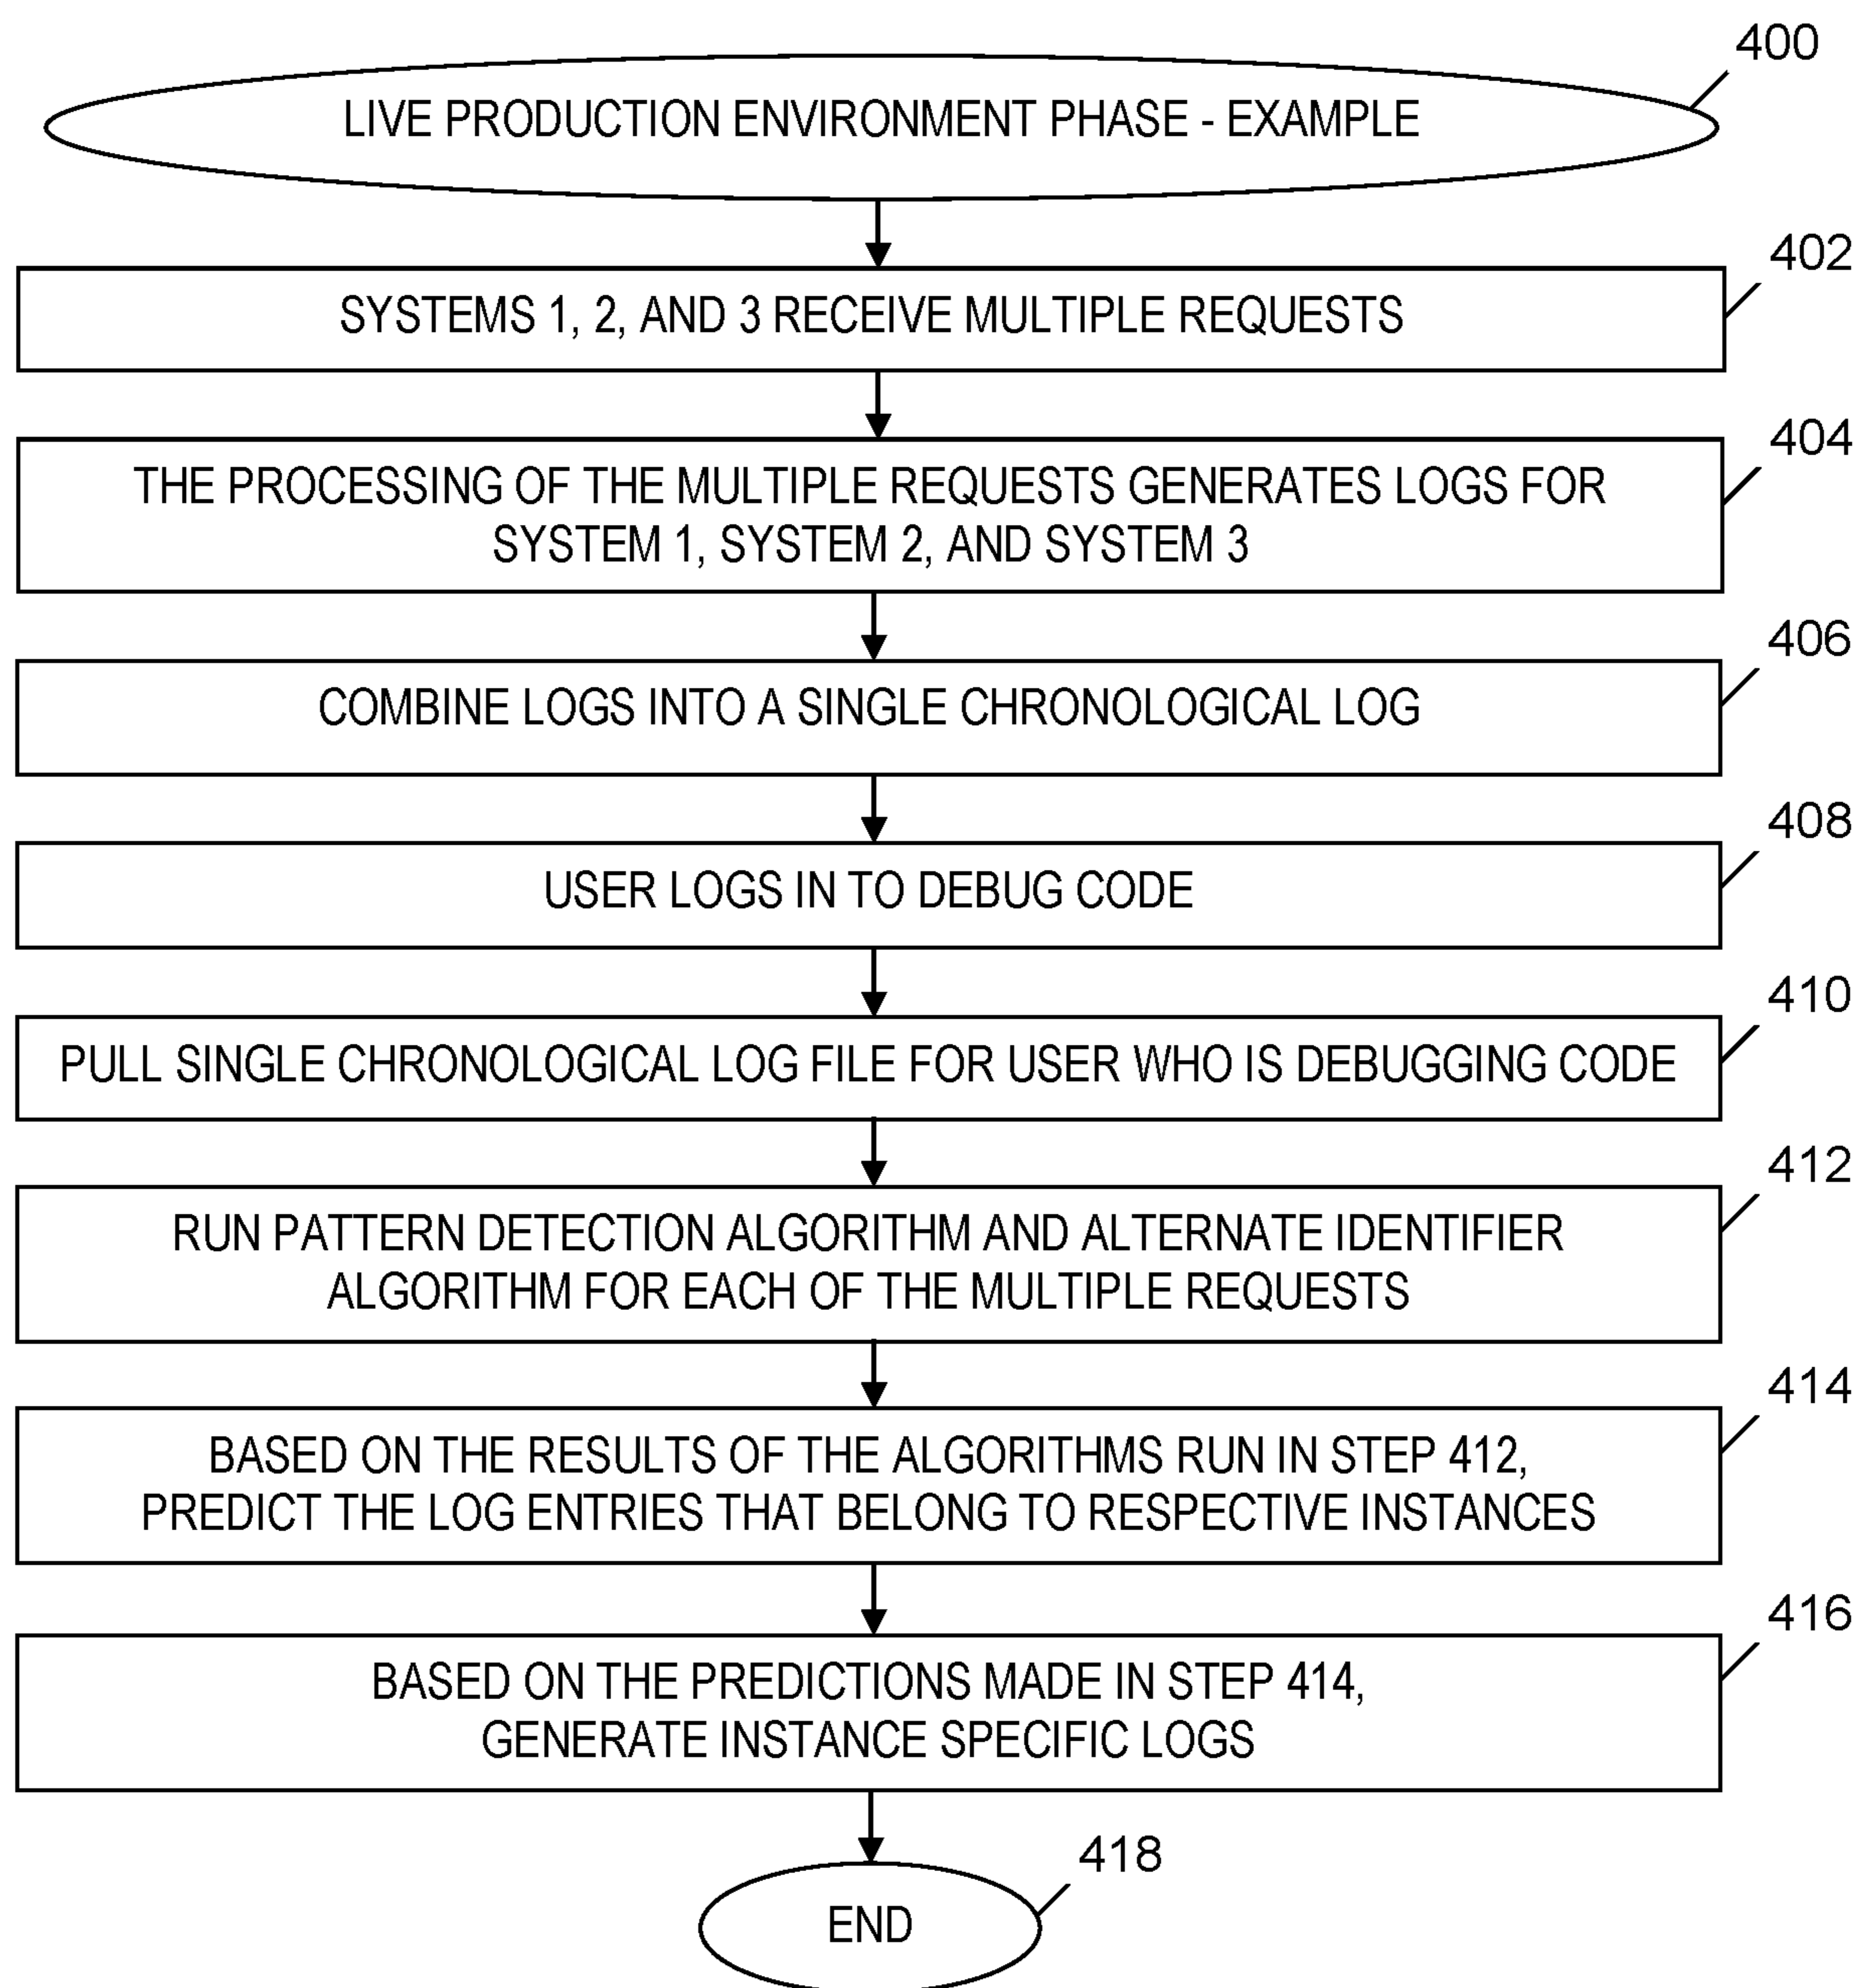 400
LIVE PRODUCTION ENVIRONMENT PHASE - EXAMPLE
402
SYSTEMS 1, 2, AND 3 RECEIVE MULTIPLE REQUESTS
404
THE PROCESSING OF THE MULTIPLE REQUESTS GENERATES LOGS FOR
SYSTEM 1, SYSTEM 2, AND SYSTEM 3
406
COMBINE LOGS INTO A SINGLE CHRONOLOGICAL LOG
408
USER LOGS IN TO DEBUG CODE
410
PULL SINGLE CHRONOLOGICAL LOG FILE FOR USER WHO IS DEBUGGING CODE
412
RUN PATTERN DETECTION ALGORITHM AND ALTERNATE IDENTIFIER
ALGORITHM FOR EACH OF THE MULTIPLE REQUESTS
414
BASED ON THE RESULTS OF THE ALGORITHMS RUN IN STEP 412,
PREDICT THE LOG ENTRIES THAT BELONG TO RESPECTIVE INSTANCES
416
BASED ON THE PREDICTIONS MADE IN STEP 414,
GENERATE INSTANCE SPECIFIC LOGS
418
END